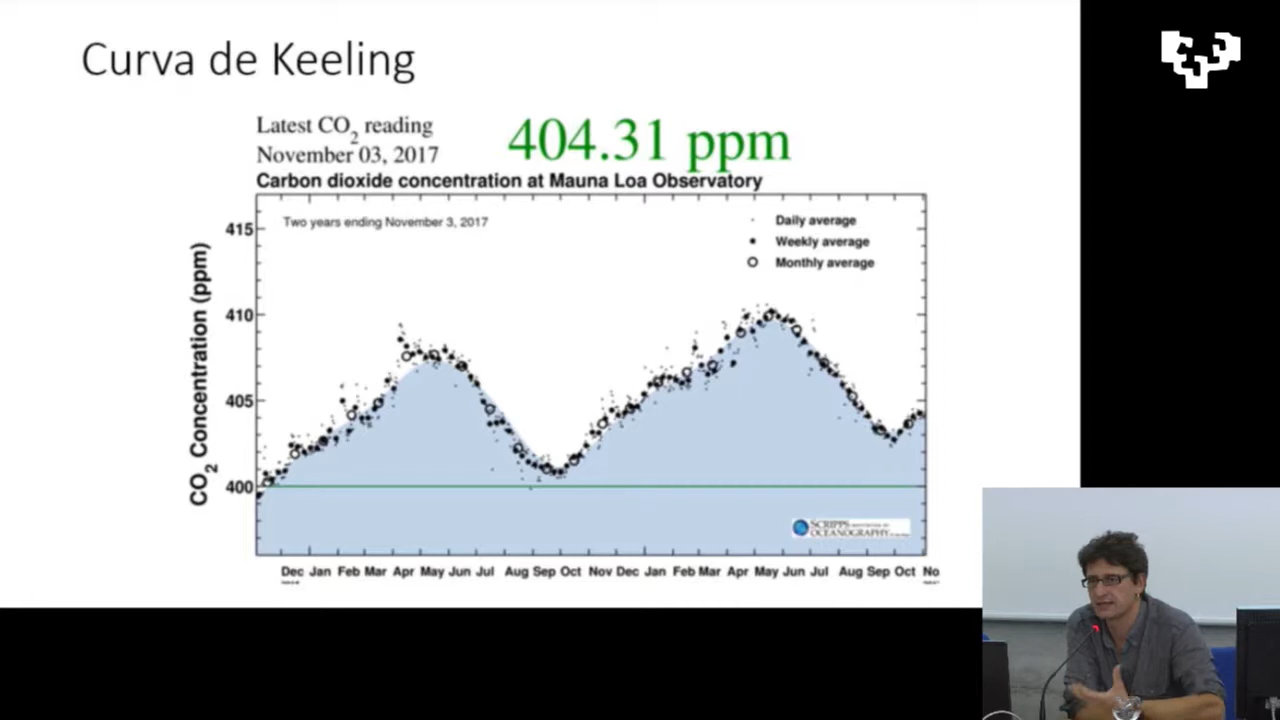 Curva de Keeling
Latest CO2 reading
November 03, 2017
404.31 ppm
Carbon dioxide concentration at Mauna Loa Observatory
Two years ending November 3, 2017
Daily average
Weekly average
Monthly average
CO2 Concentration (ppm)
415
410
405
400
SCRIPPS
OCEANOGRAPHY
Dec Jan Feb Mar Apr May Jun Jul Aug Sep Oct Nov Dec Jan Feb Mar Apr May Jun Jul Aug Sep Oct No